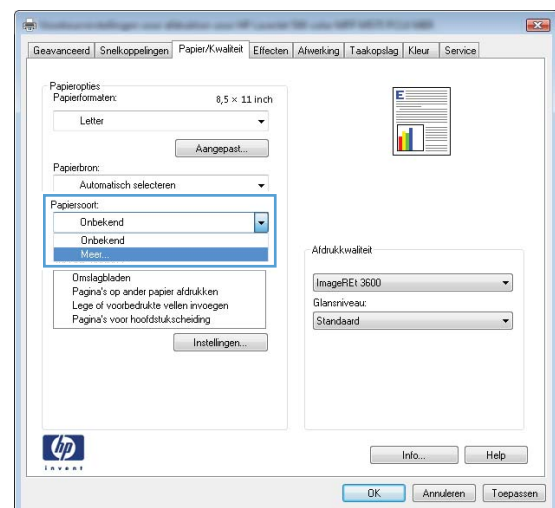 Geavanceerd Snelkoppelingen Papier/Kwaliteit Effecten Afwerking Taakopslag Kleur Service
Papieropties
Papierformaten: 8,5 × 11 inch
Letter
Aangepast...
Papierbron:
Automatisch selecteren
Papiersoort:
Onbekend
Onbekend
Meer...
Omslagbladen
Pagina's op ander papier afdrukken
Lege of voorbedrukte vellen invoegen
Pagina's voor hoofdstukscheiding
Instellingen...
E
Afdrukkwaliteit
ImageREt 3600
Glansniveau:
Standaard
hp
invent
Info... Help
OK Annuleren Toepassen